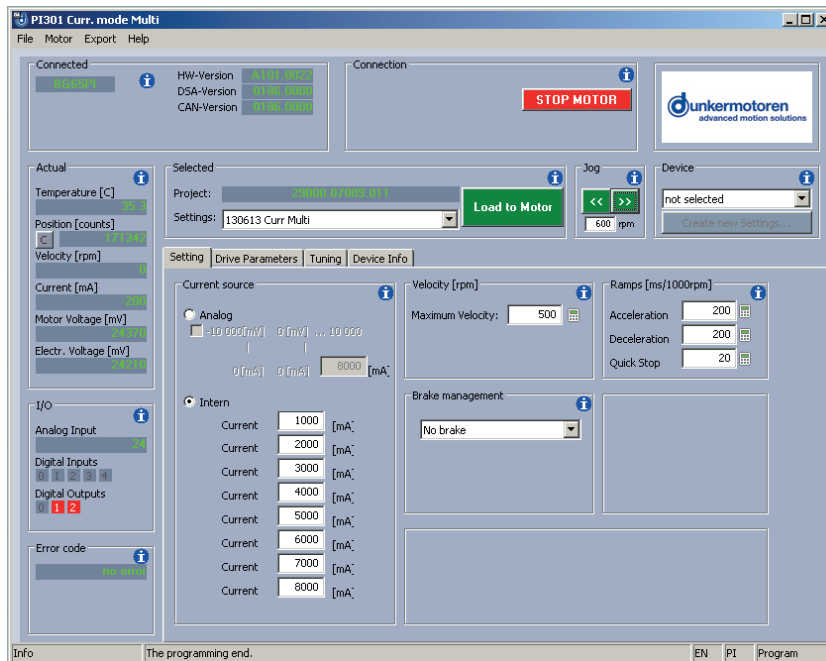 PI301 Curr. mode Multi
File Motor Export Help
Connected
BG65PI
HW-Version A101.0022
DSA-Version 0186.0000
CAN-Version 0186.0000
Connection
STOP MOTOR
dunkermotoren
advanced motion solutions
Actual
Temperature [C]
35.3
Position [counts]
C 171342
Velocity [rpm]
0
Current [mA]
-200
Motor Voltage [mV]
24370
Electr. Voltage [mV]
24210
Selected
Project: 29000.07009.011
Settings: 130613 Curr Multi
Load to Motor
Jog
<< >>
600 rpm
Device
not selected
Create new Settings...
Setting Drive Parameters Tuning Device Info
Current source
Analog
-10 000[mV] 0 [mV] ... 10 000
0 [mA] 0 [mA] 8000 [mA]
Intern
Current 1000 [mA]
Current 2000 [mA]
Current 3000 [mA]
Current 4000 [mA]
Current 5000 [mA]
Current 6000 [mA]
Current 7000 [mA]
Current 8000 [mA]
Velocity [rpm]
Maximum Velocity: 500
Ramps [ms/1000rpm]
Acceleration 200
Deceleration 200
Quick Stop 20
Brake management
No brake
I/O
Analog Input
24
Digital Inputs
0 1 2 3 4
Digital Outputs
0 1 2
Error code
no error
Info The programming end. EN PI Program